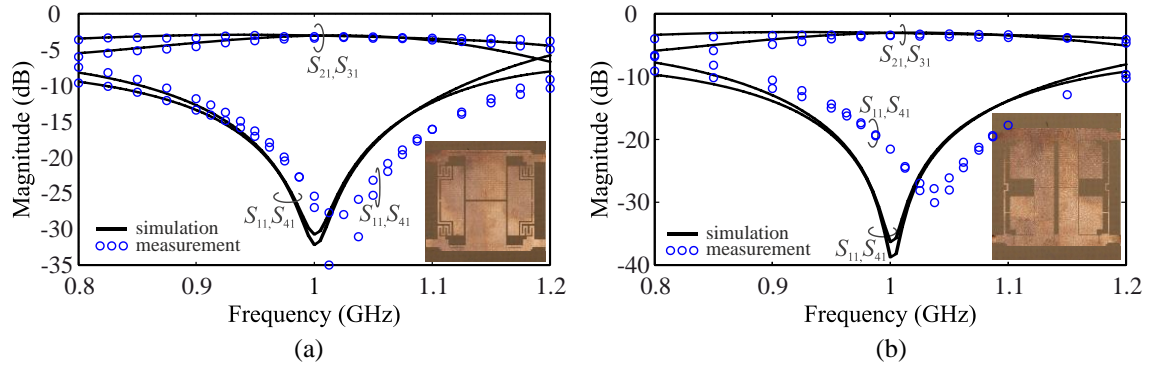 0
-5
-10
-15
-20
-25
-30
-35
Magnitude (dB)
S21,S31
S11,S41
S11,S41
simulation
measurement
0.8 0.9 1 1.1 1.2
Frequency (GHz)
(a)
0
-10
-20
-30
-40
Magnitude (dB)
S21,S31
S11,S41
S11,S41
simulation
measurement
0.8 0.9 1 1.1 1.2
Frequency (GHz)
(b)